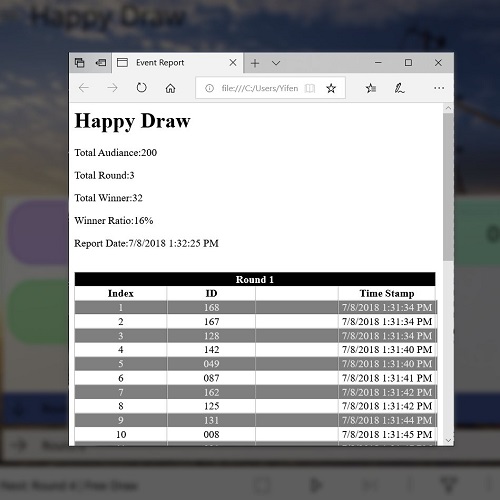 Happy Draw
Event Report
file:///C:/Users/Yifen
Happy Draw
Total Audiance:200
Total Round:3
Total Winner:32
Winner Ratio:16%
Report Date:7/8/2018 1:32:25 PM
Round 1
Index ID Time Stamp
1 168 7/8/2018 1:31:34 PM
2 167 7/8/2018 1:31:34 PM
3 128 7/8/2018 1:31:34 PM
4 142 7/8/2018 1:31:40 PM
5 049 7/8/2018 1:31:40 PM
6 087 7/8/2018 1:31:41 PM
7 162 7/8/2018 1:31:42 PM
8 125 7/8/2018 1:31:42 PM
9 131 7/8/2018 1:31:44 PM
10 008 7/8/2018 1:31:45 PM
Next: Round 4 | Free Draw